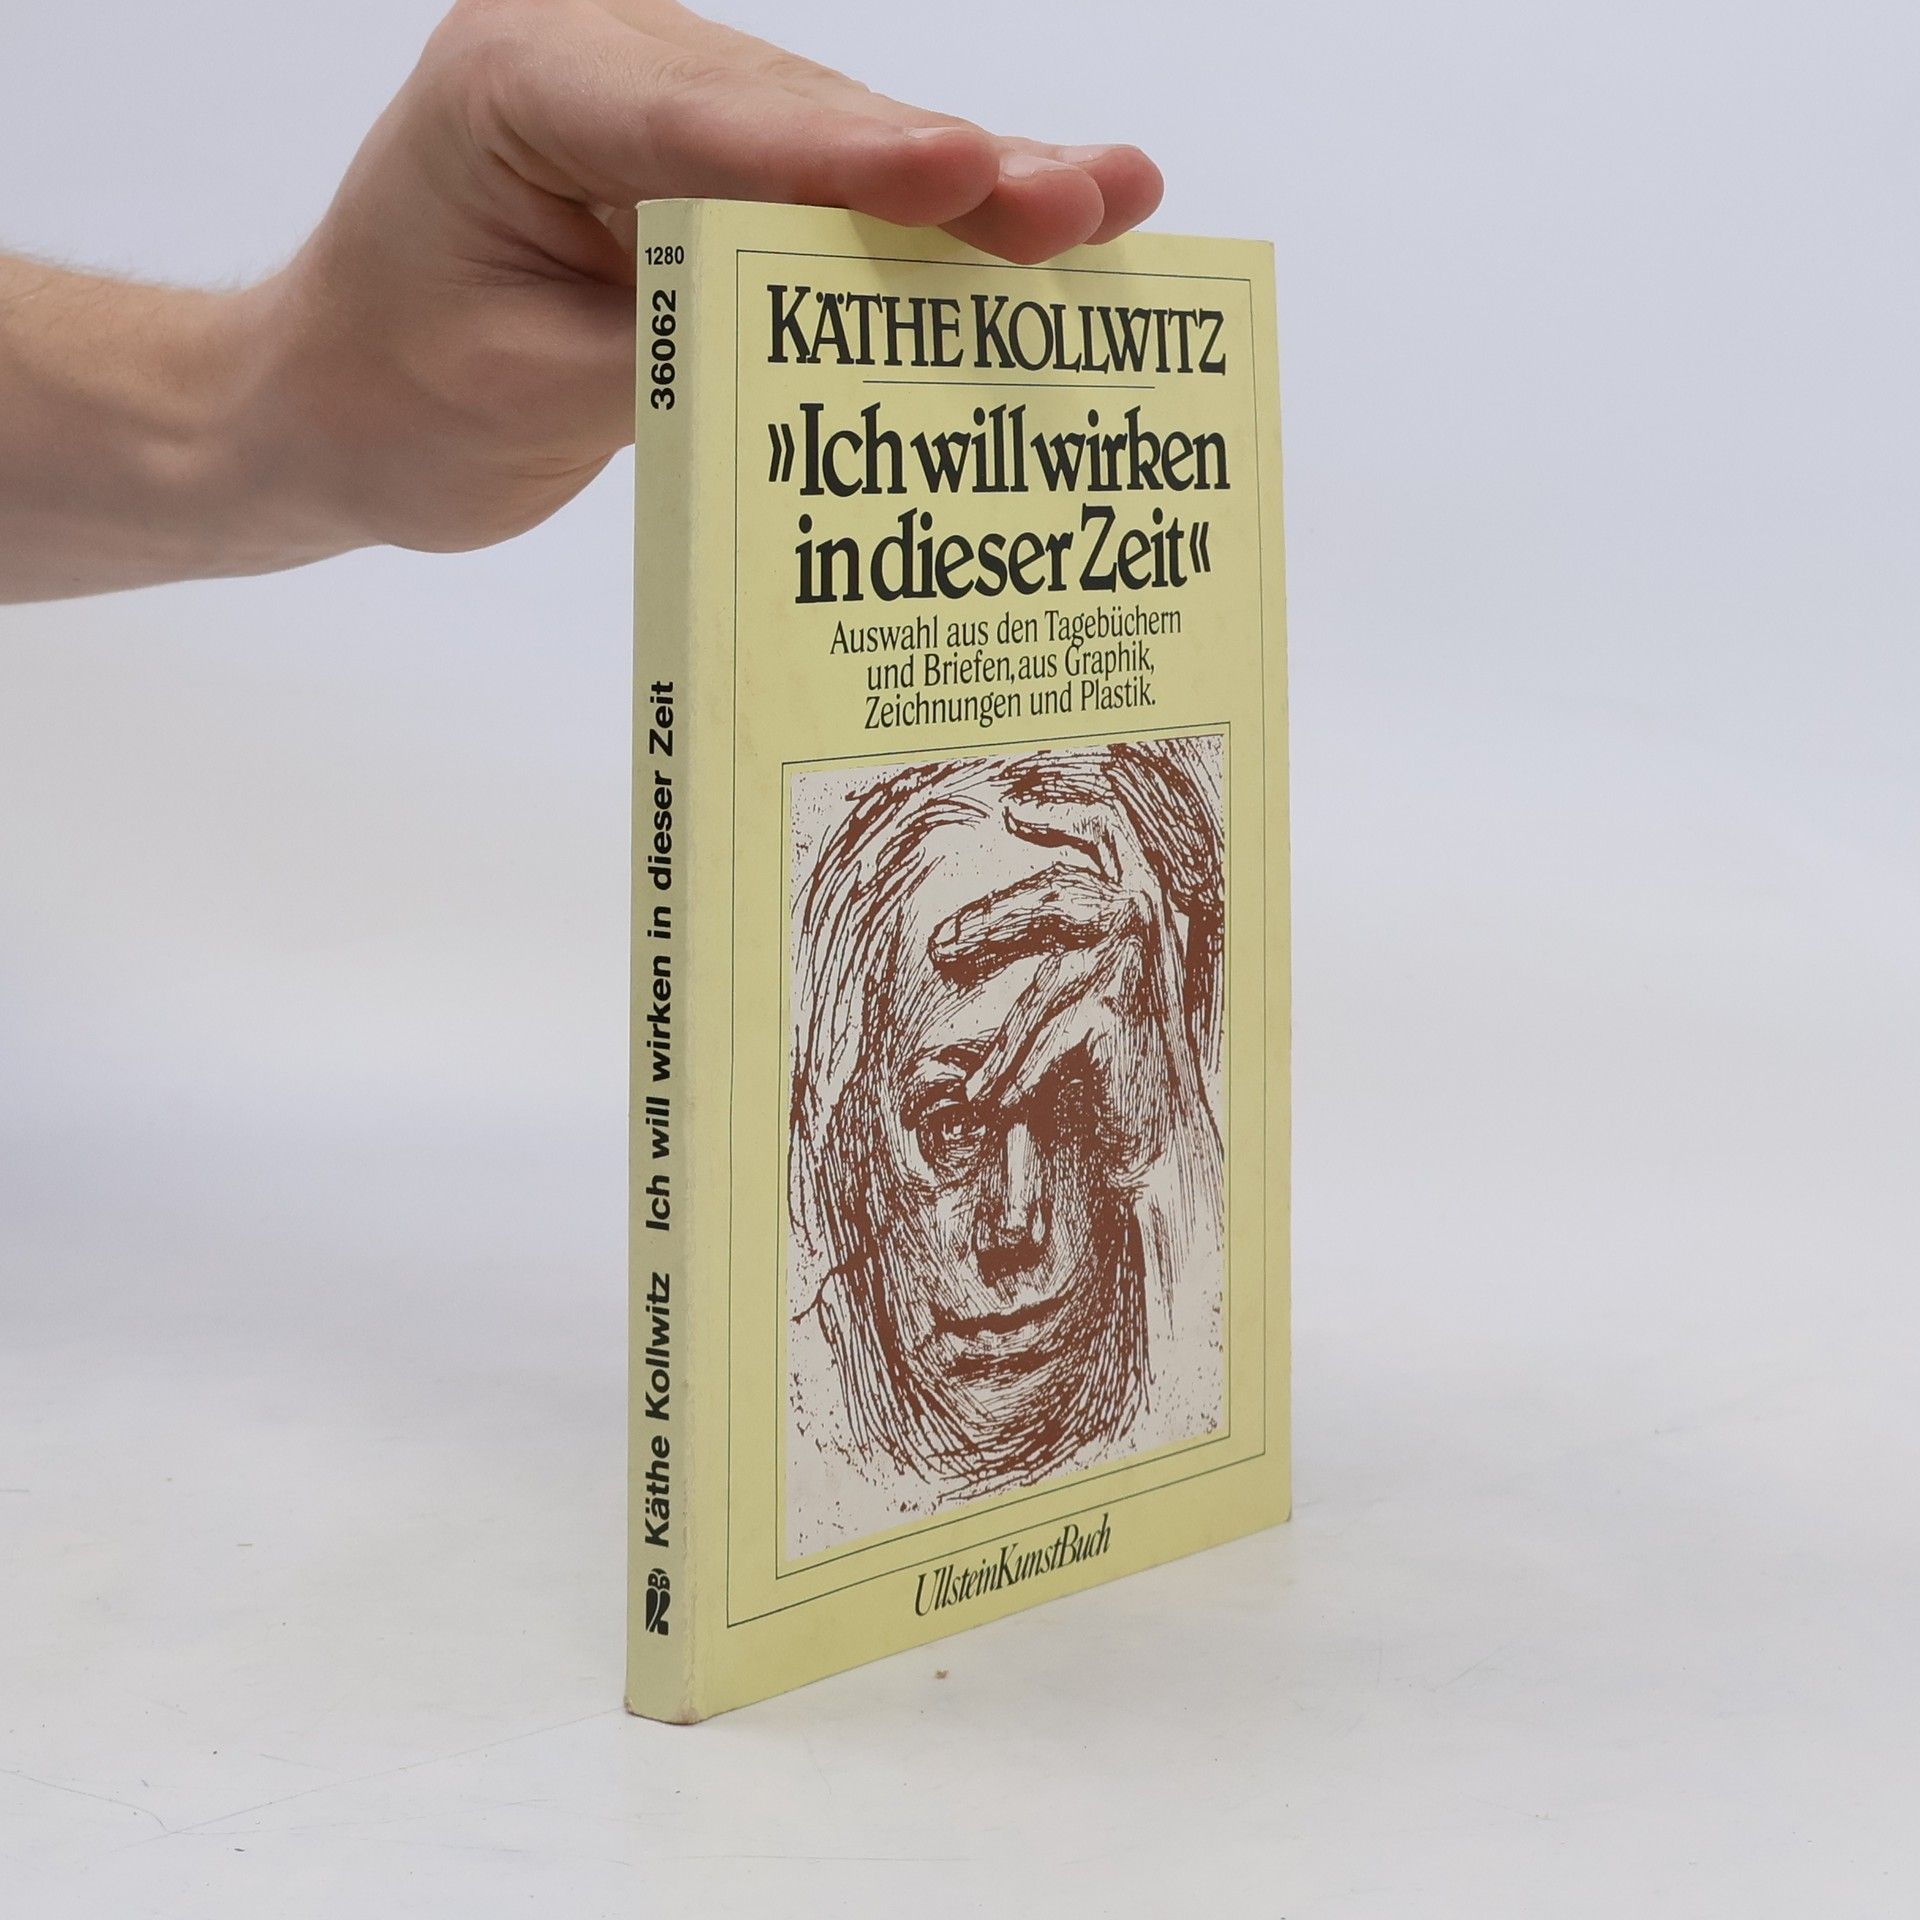 1280
36062
Käthe Kollwitz Ich will wirken in dieser Zeit
KÄTHE KOLLWITZ
»Ich will wirken
in dieser Zeit«
Auswahl aus den Tagebüchern
und Briefen, aus Graphik,
Zeichnungen und Plastik.
UllsteinKunstBuch